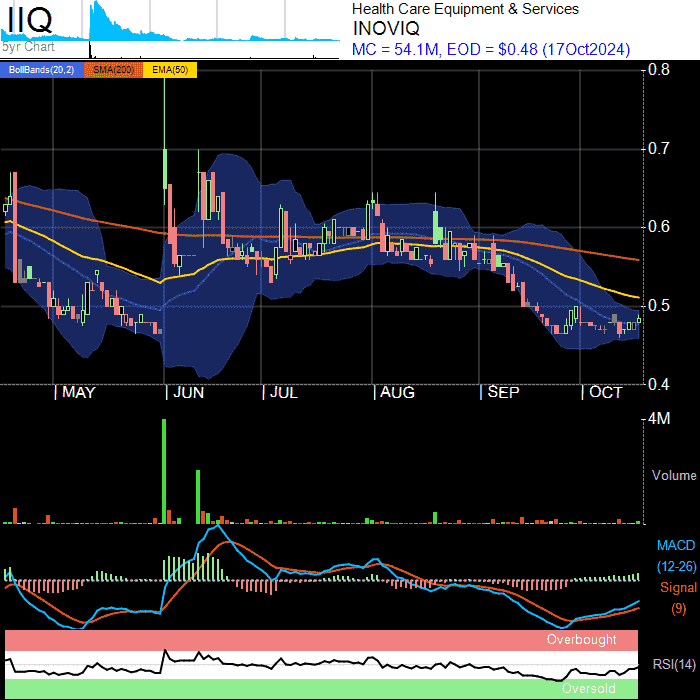 IIQ
5yr Chart
Health Care Equipment & Services
INOVIQ
MC = 54.1M, EOD = $0.48 (17Oct2024)
BollBands(20,2) SMA(200) EMA(50)
0.8
0.7
0.6
0.5
0.4
MAY JUN JUL AUG SEP OCT
4M
Volume
MACD
(12-26)
Signal
(9)
Overbought
RSI(14)
Oversold